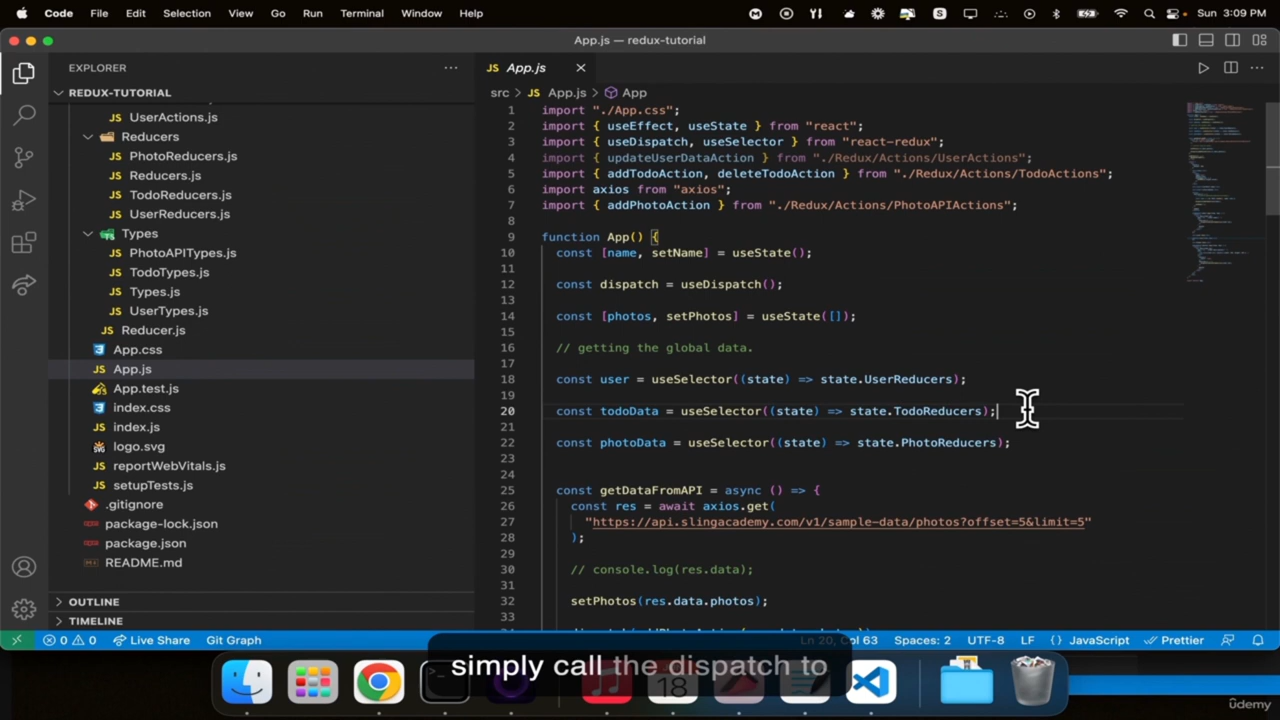 Code File Edit Selection View Go Run Terminal Window Help Sun 3:09 PM
App.js — redux-tutorial
EXPLORER
REDUX-TUTORIAL
UserActions.js
Reducers
PhotoReducers.js
Reducers.js
TodoReducers.js
UserReducers.js
Types
PhotoAPITypes.js
TodoTypes.js
Types.js
UserTypes.js
Reducer.js
App.css
App.js
App.test.js
index.css
index.js
logo.svg
reportWebVitals.js
setupTests.js
.gitignore
package-lock.json
package.json
README.md
OUTLINE
TIMELINE
JS App.js
src > JS App.js > App
1 import "./App.css";
2 import { useEffect, useState } from "react";
3 import { useDispatch, useSelector } from "react-redux";
4 import { updateUserDataAction } from "./Redux/Actions/UserActions";
5 import { addTodoAction, deleteTodoAction } from "./Redux/Actions/TodoActions";
6 import axios from "axios";
7 import { addPhotoAction } from "./Redux/Actions/PhotoAPIActions";
8
9 function App() {
10 const [name, setName] = useState();
11
12 const dispatch = useDispatch();
13
14 const [photos, setPhotos] = useState([]);
15
16 // getting the global data.
17
18 const user = useSelector((state) => state.UserReducers);
19
20 const todoData = useSelector((state) => state.TodoReducers);
21
22 const photoData = useSelector((state) => state.PhotoReducers);
23
24
25 const getDataFromAPI = async () => {
26 const res = await axios.get(
27 "https://api.slingacademy.com/v1/sample-data/photos?offset=5&limit=5"
28 );
29
30 // console.log(res.data);
31
32 setPhotos(res.data.photos);
33
0 0 Live Share Git Graph Ln 20, Col 63 Spaces: 2 UTF-8 LF {} JavaScript Prettier
simply call the dispatch to
18
udemy